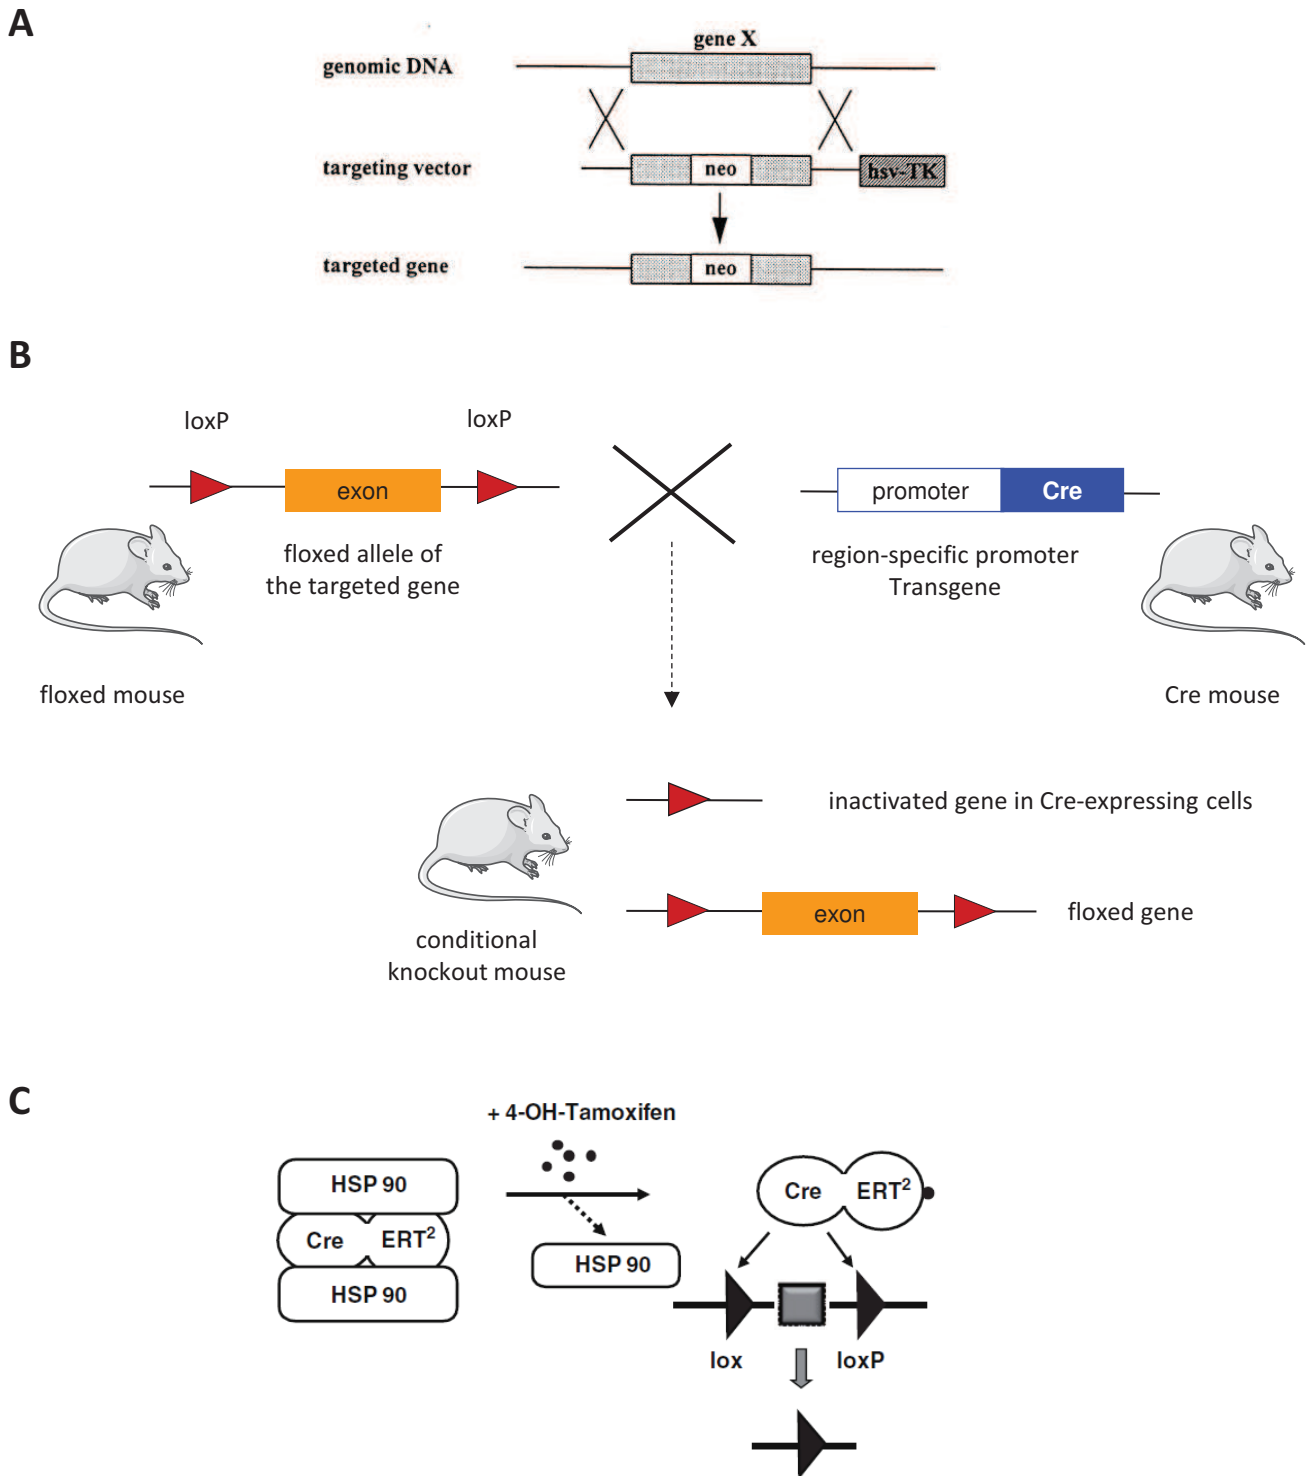 A
gene X
genomic DNA
targeting vector
neo
hsv-TK
targeted gene
neo
B
loxP
loxP
exon
promoter
Cre
floxed allele of
the targeted gene
region-specific promoter
Transgene
floxed mouse
Cre mouse
inactivated gene in Cre-expressing cells
exon
floxed gene
conditional
knockout mouse
C
+ 4-OH-Tamoxifen
HSP 90
Cre
ERT²
HSP 90
HSP 90
Cre
ERT²
lox
loxP